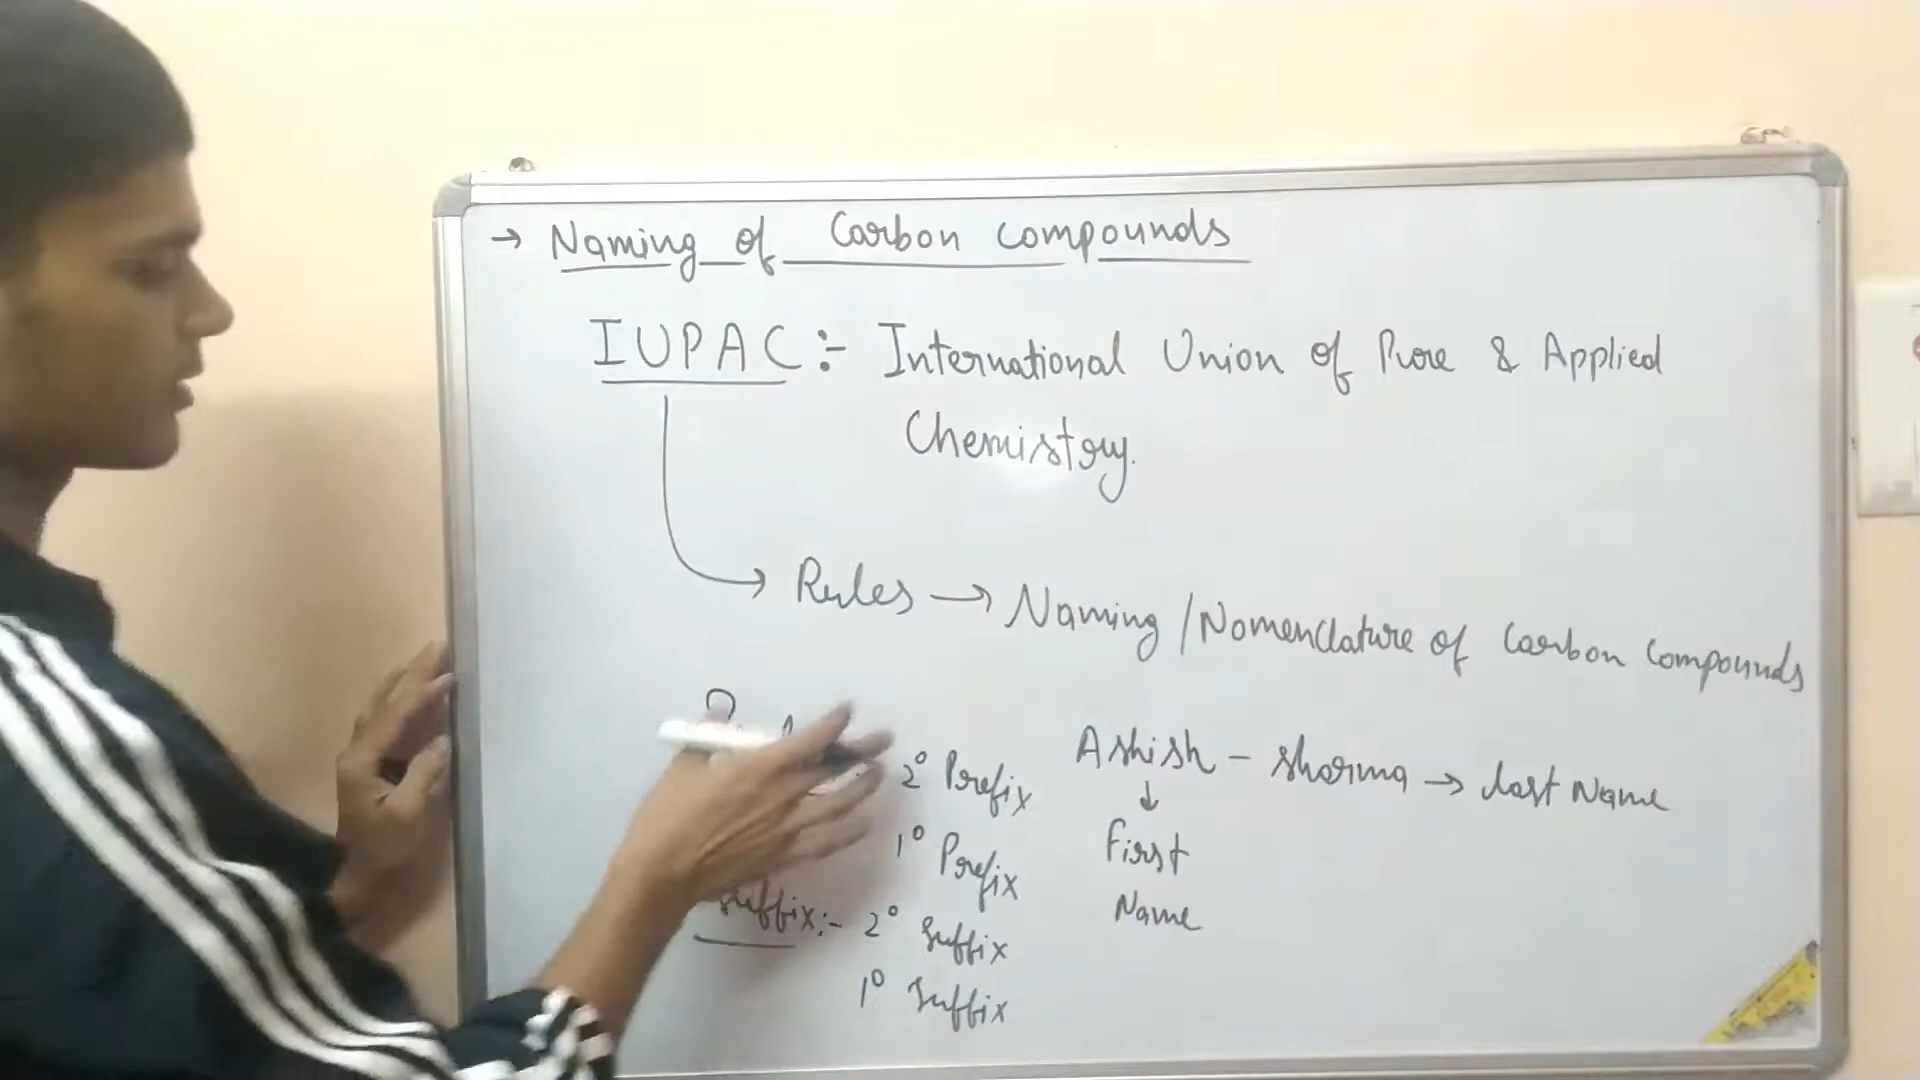 → Naming of Carbon Compounds
IUPAC :- International Union of Pure & Applied
Chemistry.
→ Rules → Naming / Nomenclature of Carbon Compounds
2° Prefix
1° Prefix
Suffix:- 2° Suffix
1° Suffix
Ashish - Sharma → last Name
↓
First
Name